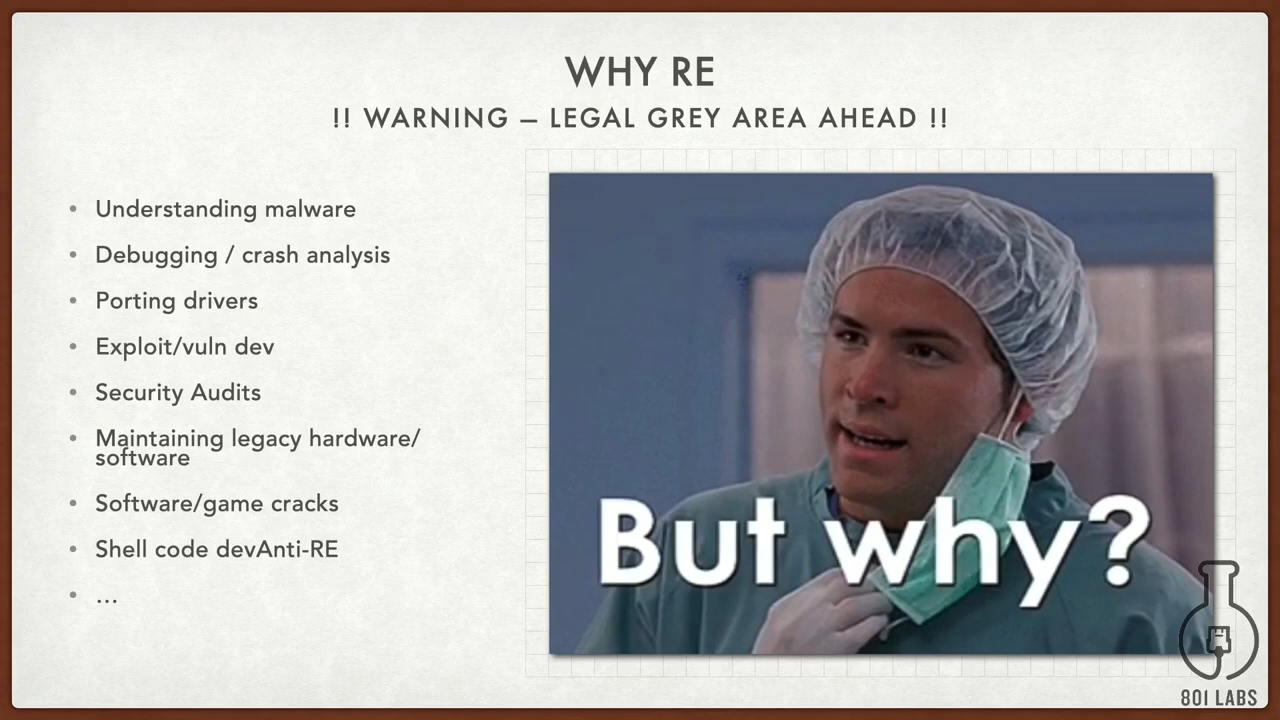 WHY RE
!! WARNING — LEGAL GREY AREA AHEAD !!
• Understanding malware
• Debugging / crash analysis
• Porting drivers
• Exploit/vuln dev
• Security Audits
• Maintaining legacy hardware/
software
• Software/game cracks
• Shell code devAnti-RE
• …
But why?
801 LABS